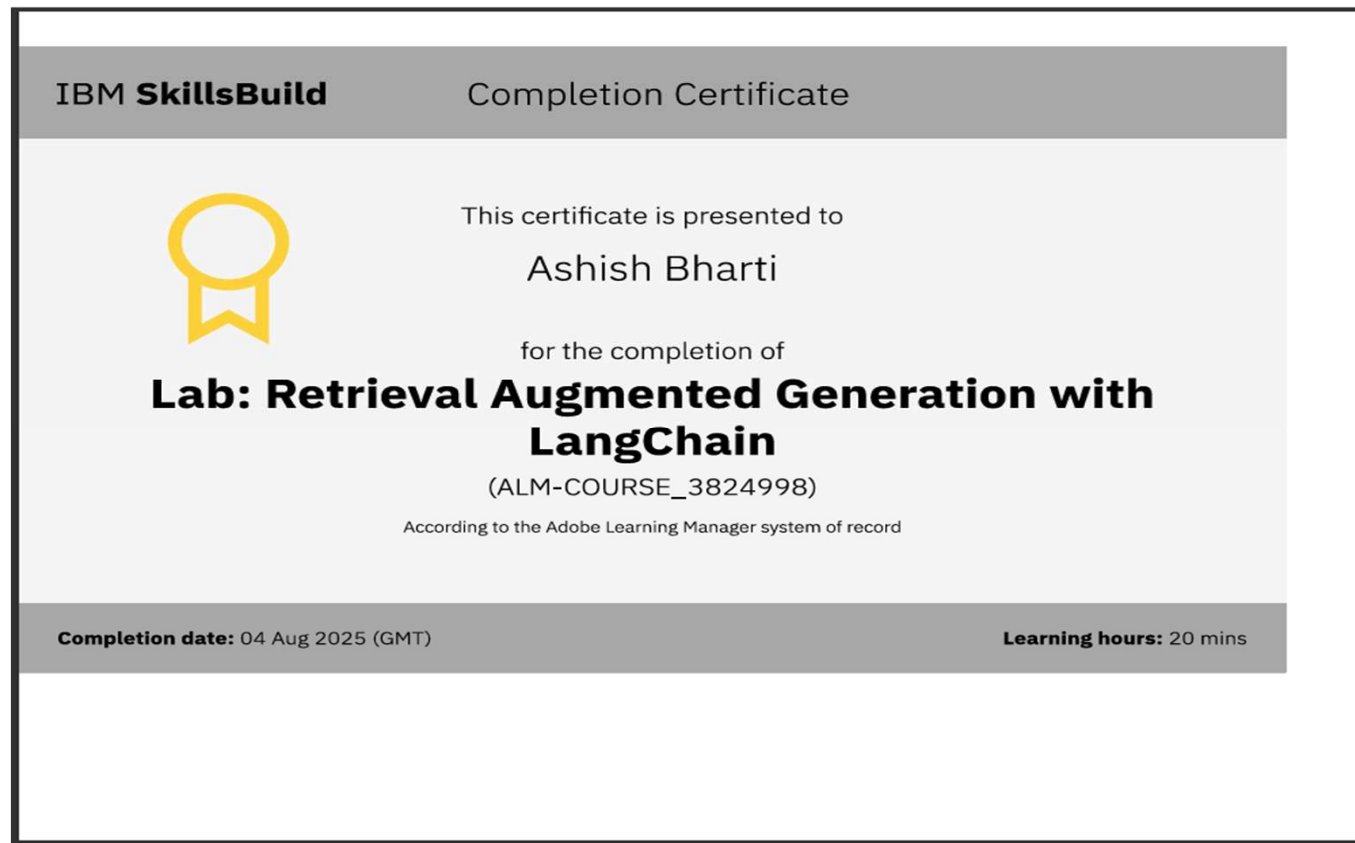 IBM SkillsBuild
Completion Certificate
This certificate is presented to
Ashish Bharti
for the completion of
Lab: Retrieval Augmented Generation with
LangChain
(ALM-COURSE_3824998)
According to the Adobe Learning Manager system of record
Completion date: 04 Aug 2025 (GMT)
Learning hours: 20 mins